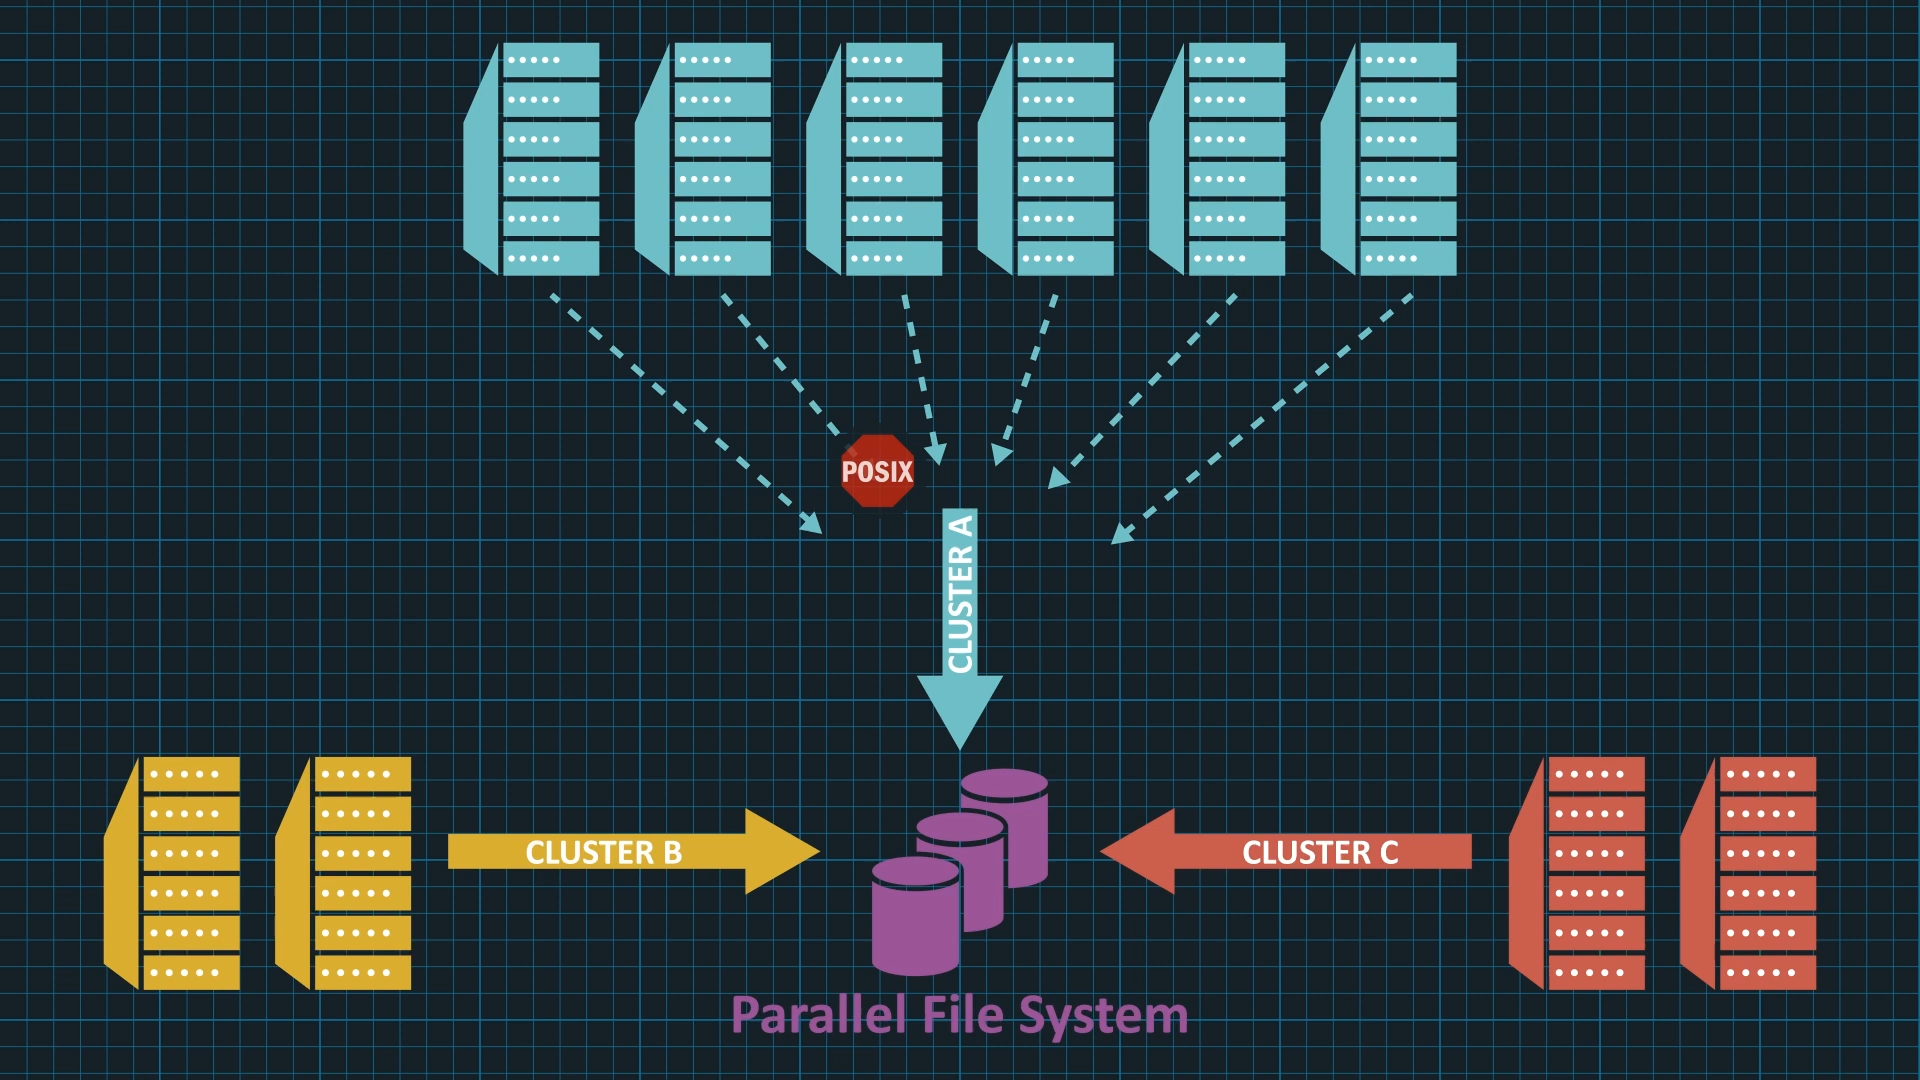 POSIX
CLUSTER A
CLUSTER B
CLUSTER C
Parallel File System